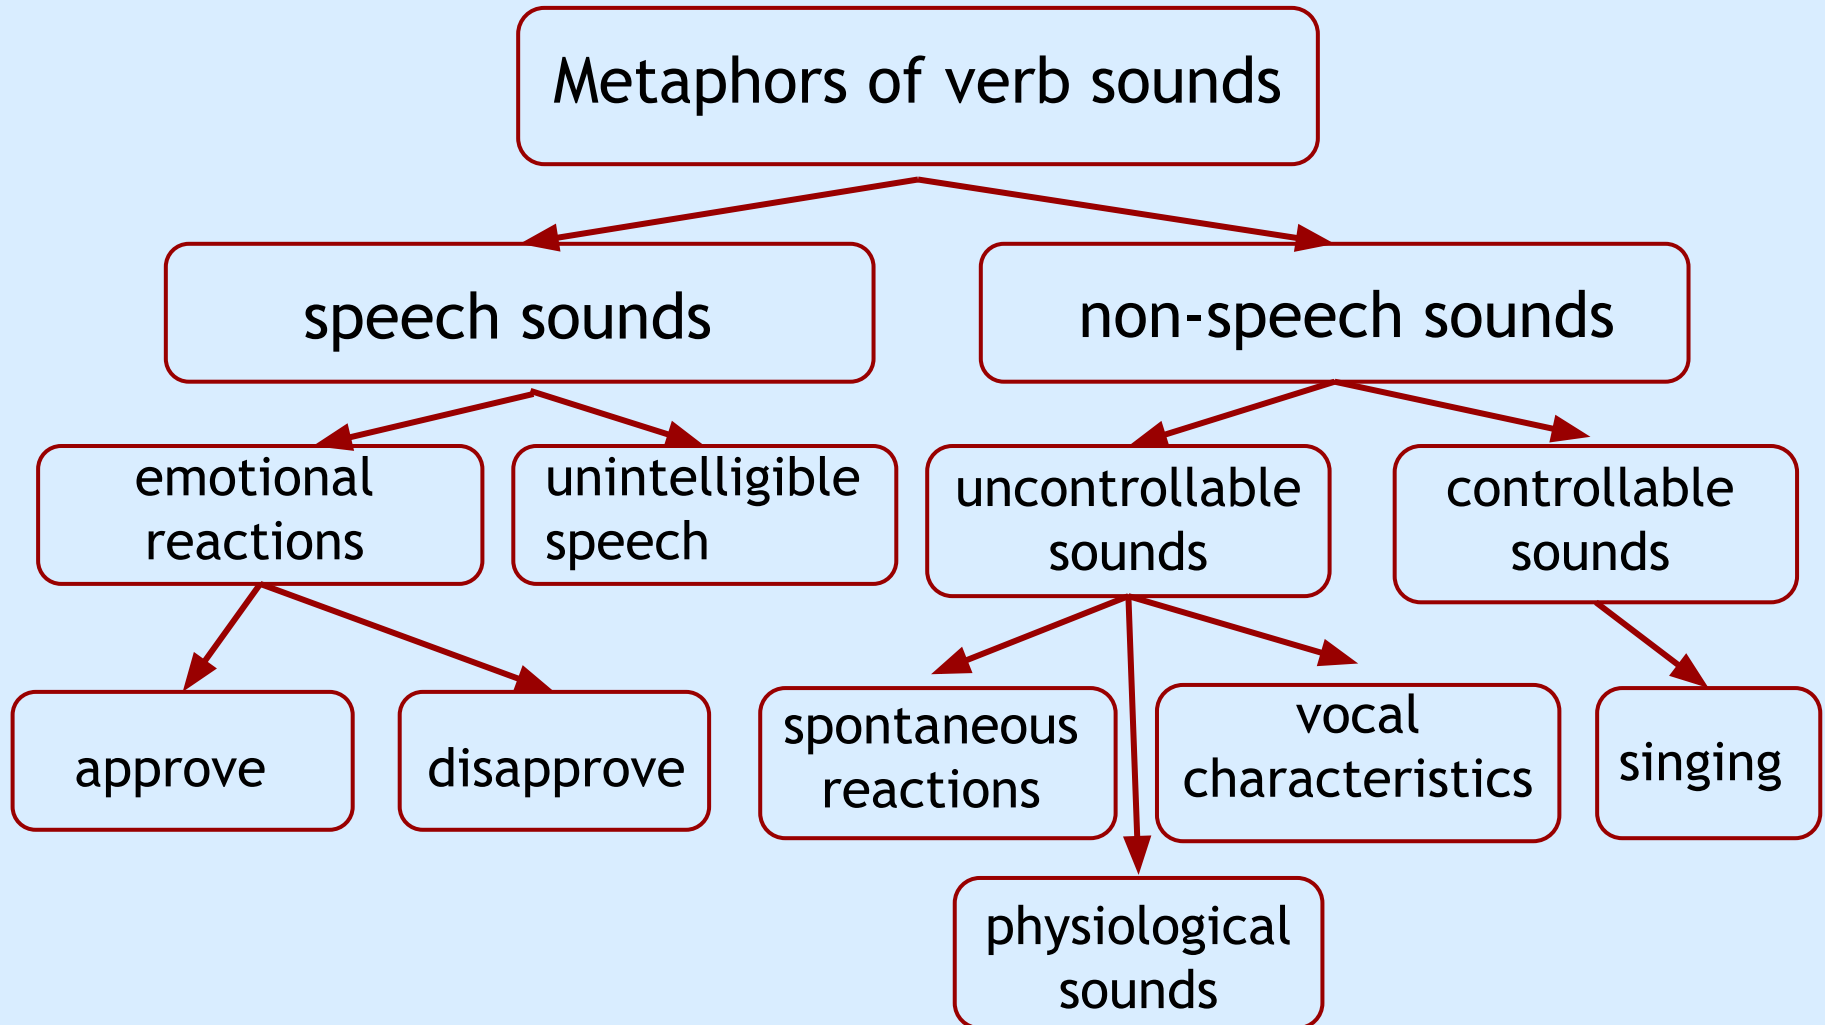 Metaphors of verb sounds
speech sounds
non-speech sounds
emotional
reactions
unintelligible
speech
uncontrollable
sounds
controllable
sounds
approve
disapprove
spontaneous
reactions
vocal
characteristics
singing
physiological
sounds